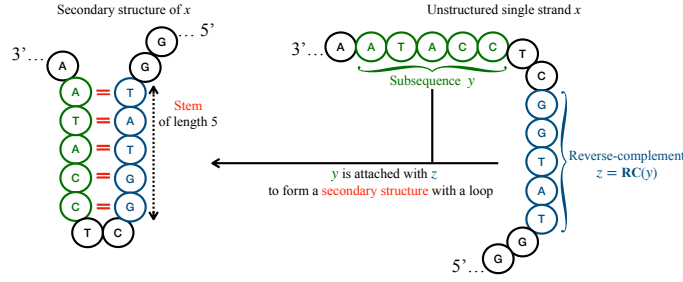 Secondary structure of x
... 5'
G
3'... G
A
A = T
T = A
A = T
C = G
C = G
T C
Stem
of length 5
Unstructured single strand x
3'... A A T A C C T
C
G
G
T
A
T
G
5'... G
Subsequence y
Reverse-complement
z = RC(y)
y is attached with z
to form a secondary structure with a loop